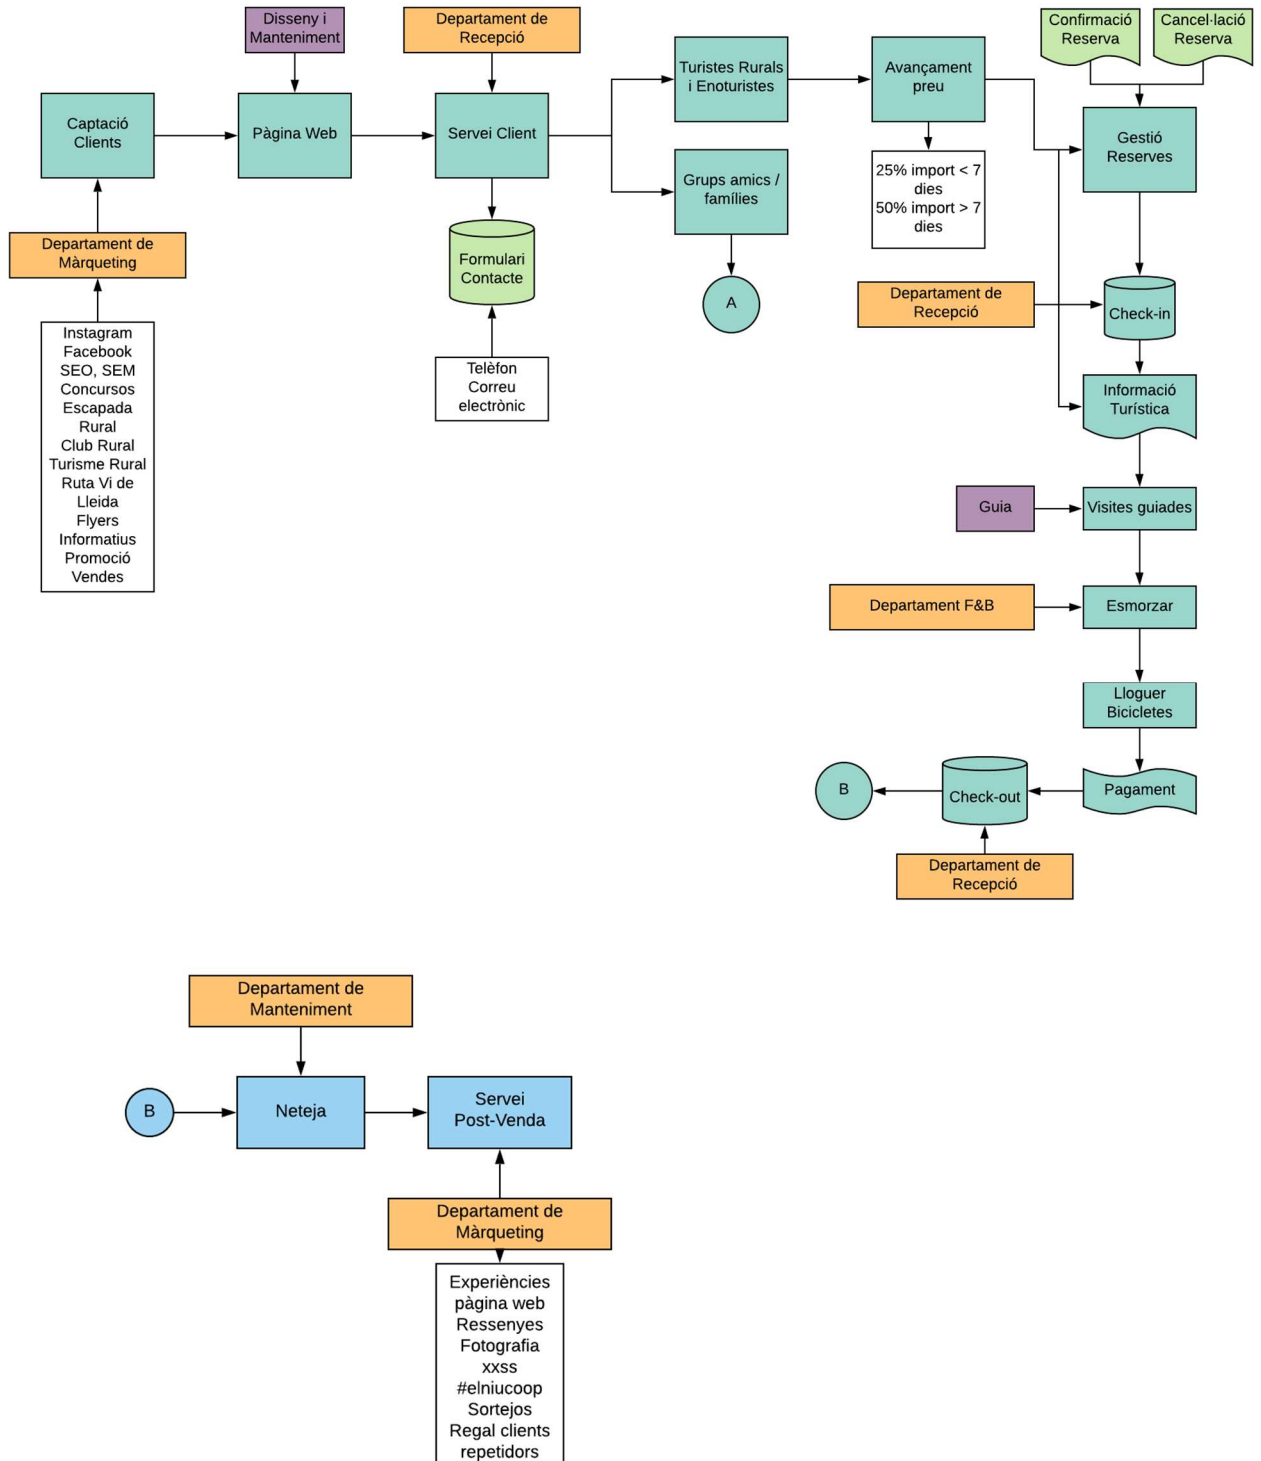 Disseny i
Manteniment
Departament de
Recepció
Confirmació
Reserva
Cancel·lació
Reserva
Captació
Clients
Pàgina Web
Servei Client
Turistes Rurals
i Enoturistes
Avançament
preu
Gestió
Reserves
Grups amics /
famílies
25% import < 7
dies
50% import > 7
dies
Departament de
Màrqueting
Formulari
Contacte
A
Departament de
Recepció
Check-in
Instagram
Facebook
SEO, SEM
Concursos
Escapada
Rural
Club Rural
Turisme Rural
Ruta Vi de
Lleida
Flyers
Informatius
Promoció
Vendes
Telèfon
Correu
electrònic
Informació
Turística
Guia
Visites guiades
Departament F&B
Esmorzar
Lloguer
Bicicletes
B
Check-out
Pagament
Departament de
Recepció
Departament de
Manteniment
B
Neteja
Servei
Post-Venda
Departament de
Màrqueting
Experiències
pàgina web
Ressenyes
Fotografia
xxss
#elniucoop
Sortejos
Regal clients
repetidors